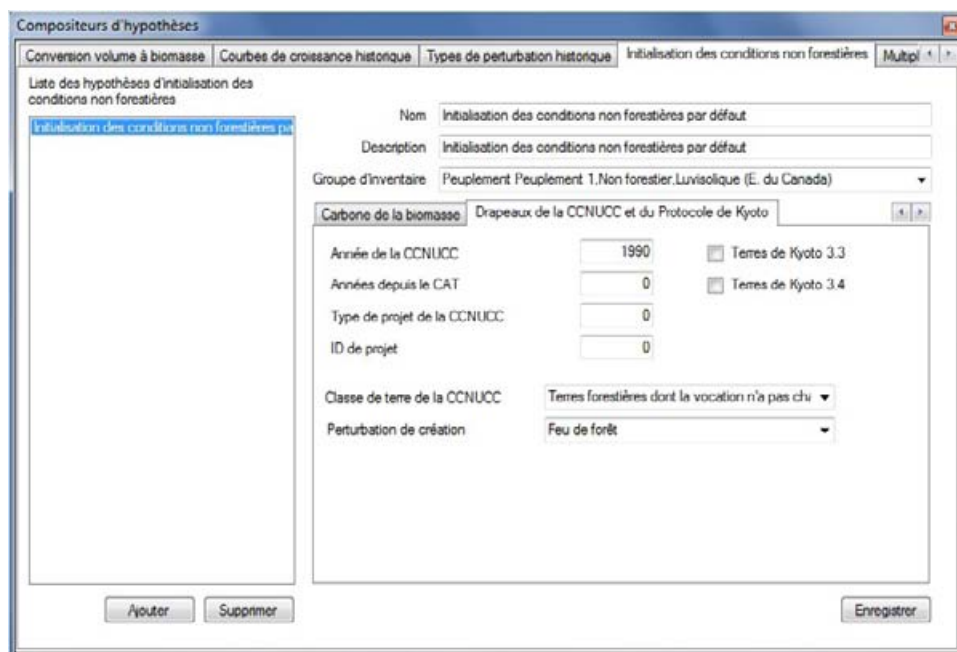 Compositeurs d'hypothèses
Conversion volume à biomasse
Courbes de croissance historique
Types de perturbation historique
Initialisation des conditions non forestières
Multipl
Liste des hypothèses d'initialisation des
conditions non forestières
Initialisation des conditions non forestières pa
Nom
Initialisation des conditions non forestières par défaut
Description
Initialisation des conditions non forestières par défaut
Groupe d'inventaire
Peuplement Peuplement 1,Non forestier,Luvisolique (E. du Canada)
Carbone de la biomasse
Drapeaux de la CCNUCC et du Protocole de Kyoto
Année de la CCNUCC
1990
Terres de Kyoto 3.3
Années depuis le CAT
0
Terres de Kyoto 3.4
Type de projet de la CCNUCC
0
ID de projet
0
Classe de terre de la CCNUCC
Terres forestières dont la vocation n'a pas cha
Perturbation de création
Feu de forêt
Ajouter
Supprimer
Enregistrer